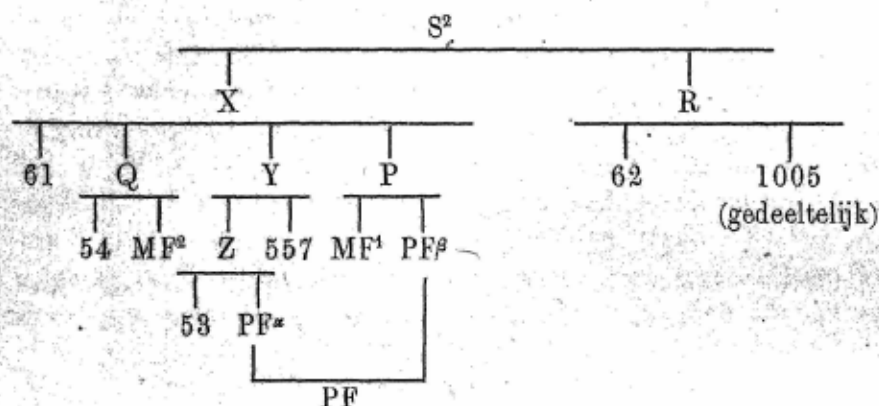 S²
X R
61 Q Y P 62 1005
(gedeeltelijk)
54 MF² Z 557 MF¹ PFᵝ
53 PFᵅ
PF